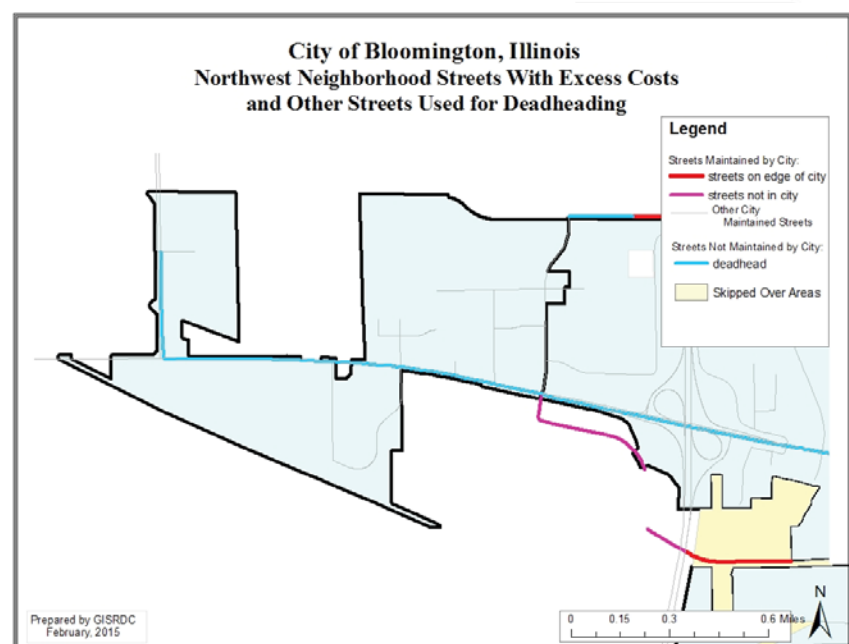 City of Bloomington, Illinois
Northwest Neighborhood Streets With Excess Costs
and Other Streets Used for Deadheading
Legend
Streets Maintained by City:
streets on edge of city
streets not in city
Other City
Maintained Streets
Streets Not Maintained by City:
deadhead
Skipped Over Areas
Prepared by GISRDC
February, 2015
0 0.15 0.3 0.6 Miles
N